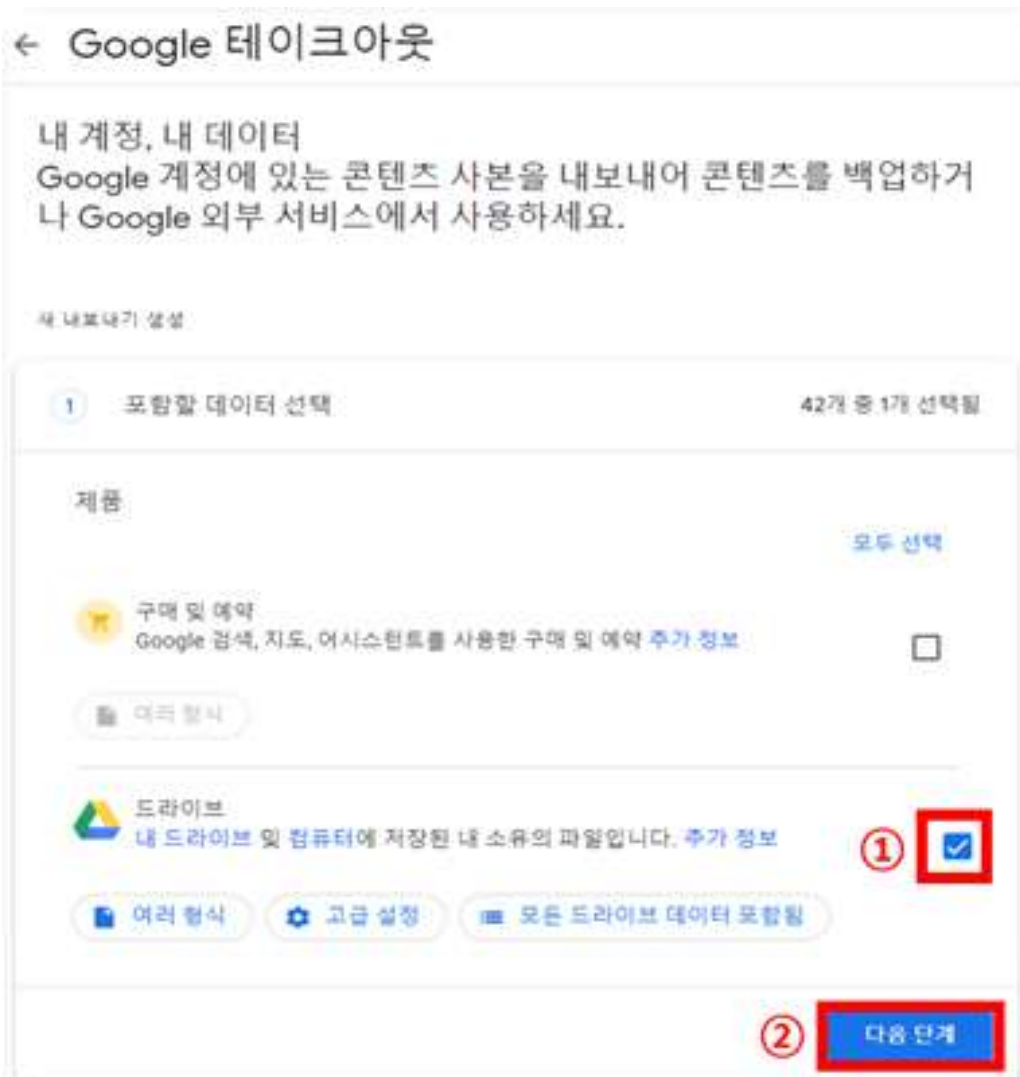 ← Google 테이크아웃
내 계정, 내 데이터
Google 계정에 있는 콘텐츠 사본을 내보내어 콘텐츠를 백업하거
나 Google 외부 서비스에서 사용하세요.
새 내보내기 생성
1 포함할 데이터 선택 42개 중 1개 선택됨
제품
모두 선택
구매 및 예약
Google 검색, 지도, 어시스턴트를 사용한 구매 및 예약 추가 정보
여러 형식
드라이브
내 드라이브 및 컴퓨터에 저장된 내 소유의 파일입니다. 추가 정보
①
여러 형식 고급 설정 모든 드라이브 데이터 포함됨
② 다음 단계